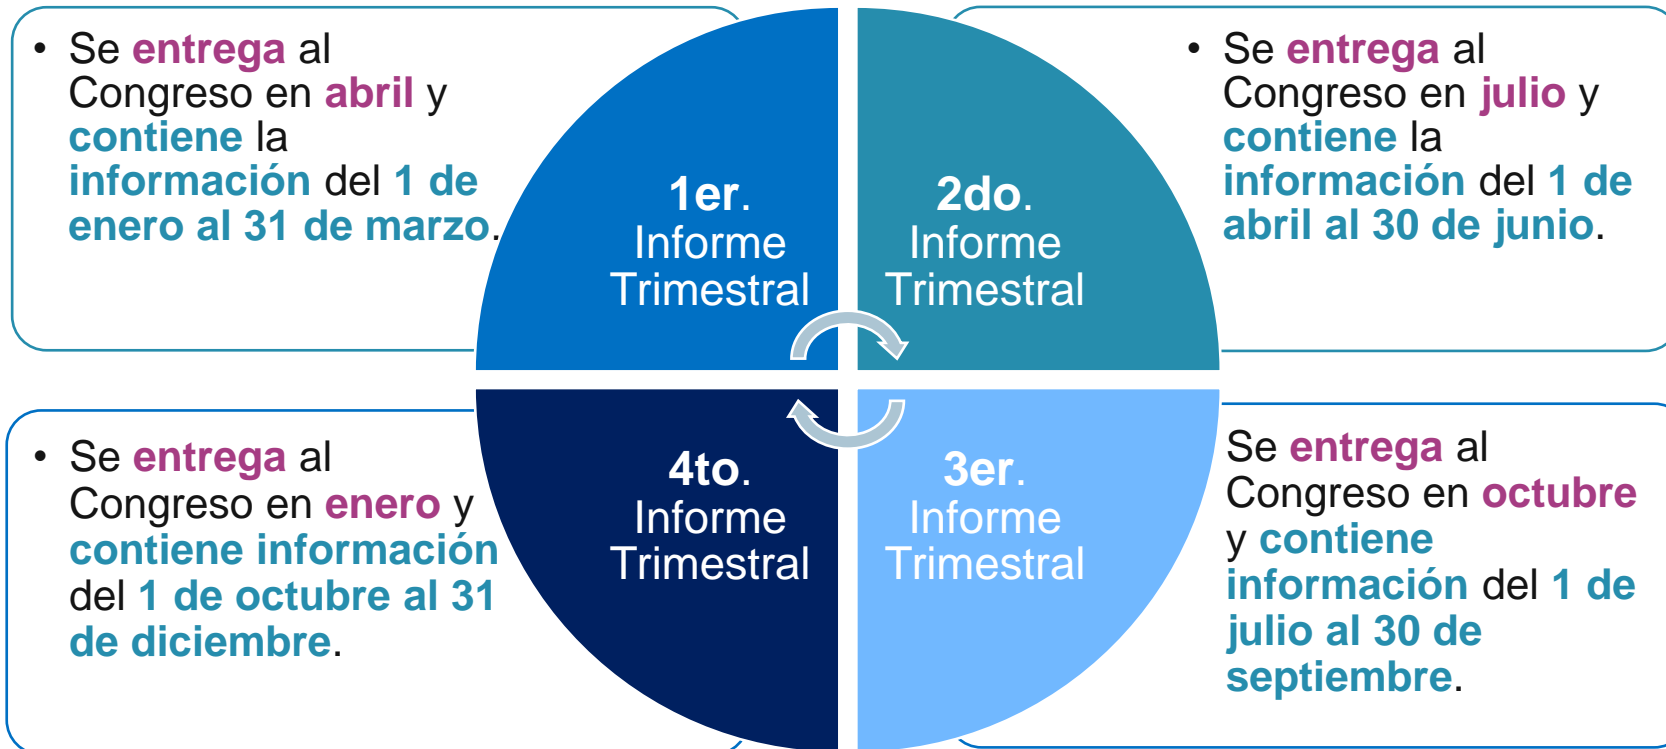 • Se entrega al
Congreso en abril y
contiene la
información del 1 de
enero al 31 de marzo.
1er.
Informe
Trimestral
2do.
Informe
Trimestral
• Se entrega al
Congreso en julio y
contiene la
información del 1 de
abril al 30 de junio.
• Se entrega al
Congreso en enero y
contiene información
del 1 de octubre al 31
de diciembre.
4to.
Informe
Trimestral
3er.
Informe
Trimestral
Se entrega al
Congreso en octubre
y contiene
información del 1 de
julio al 30 de
septiembre.